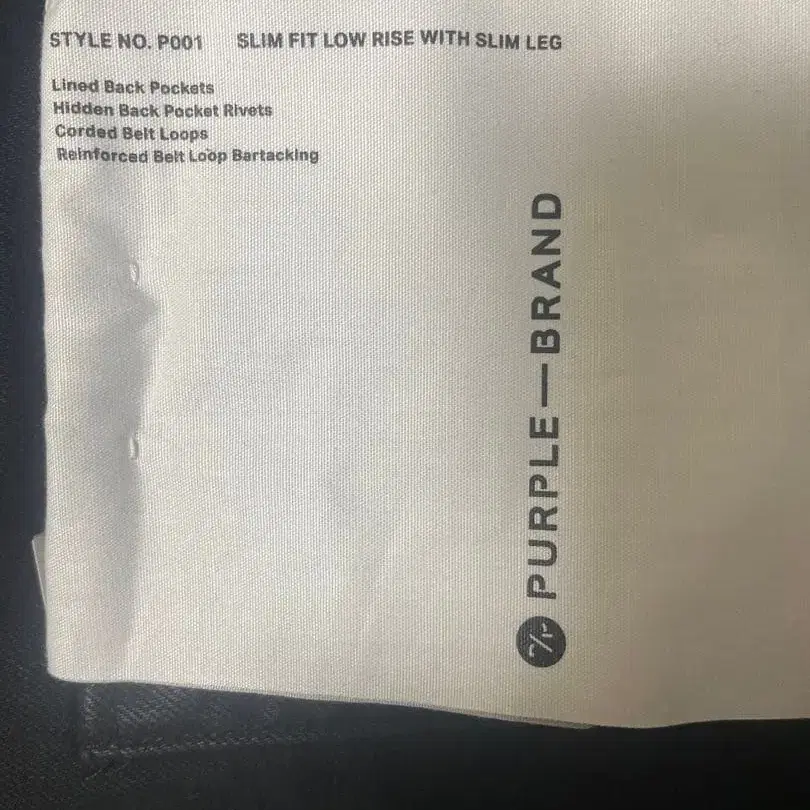 STYLE NO. P001 SLIM FIT LOW RISE WITH SLIM LEG
Lined Back Pockets
Hidden Back Pocket Rivets
Corded Belt Loops
Reinforced Belt Loop Bartacking
PURPLE—BRAND